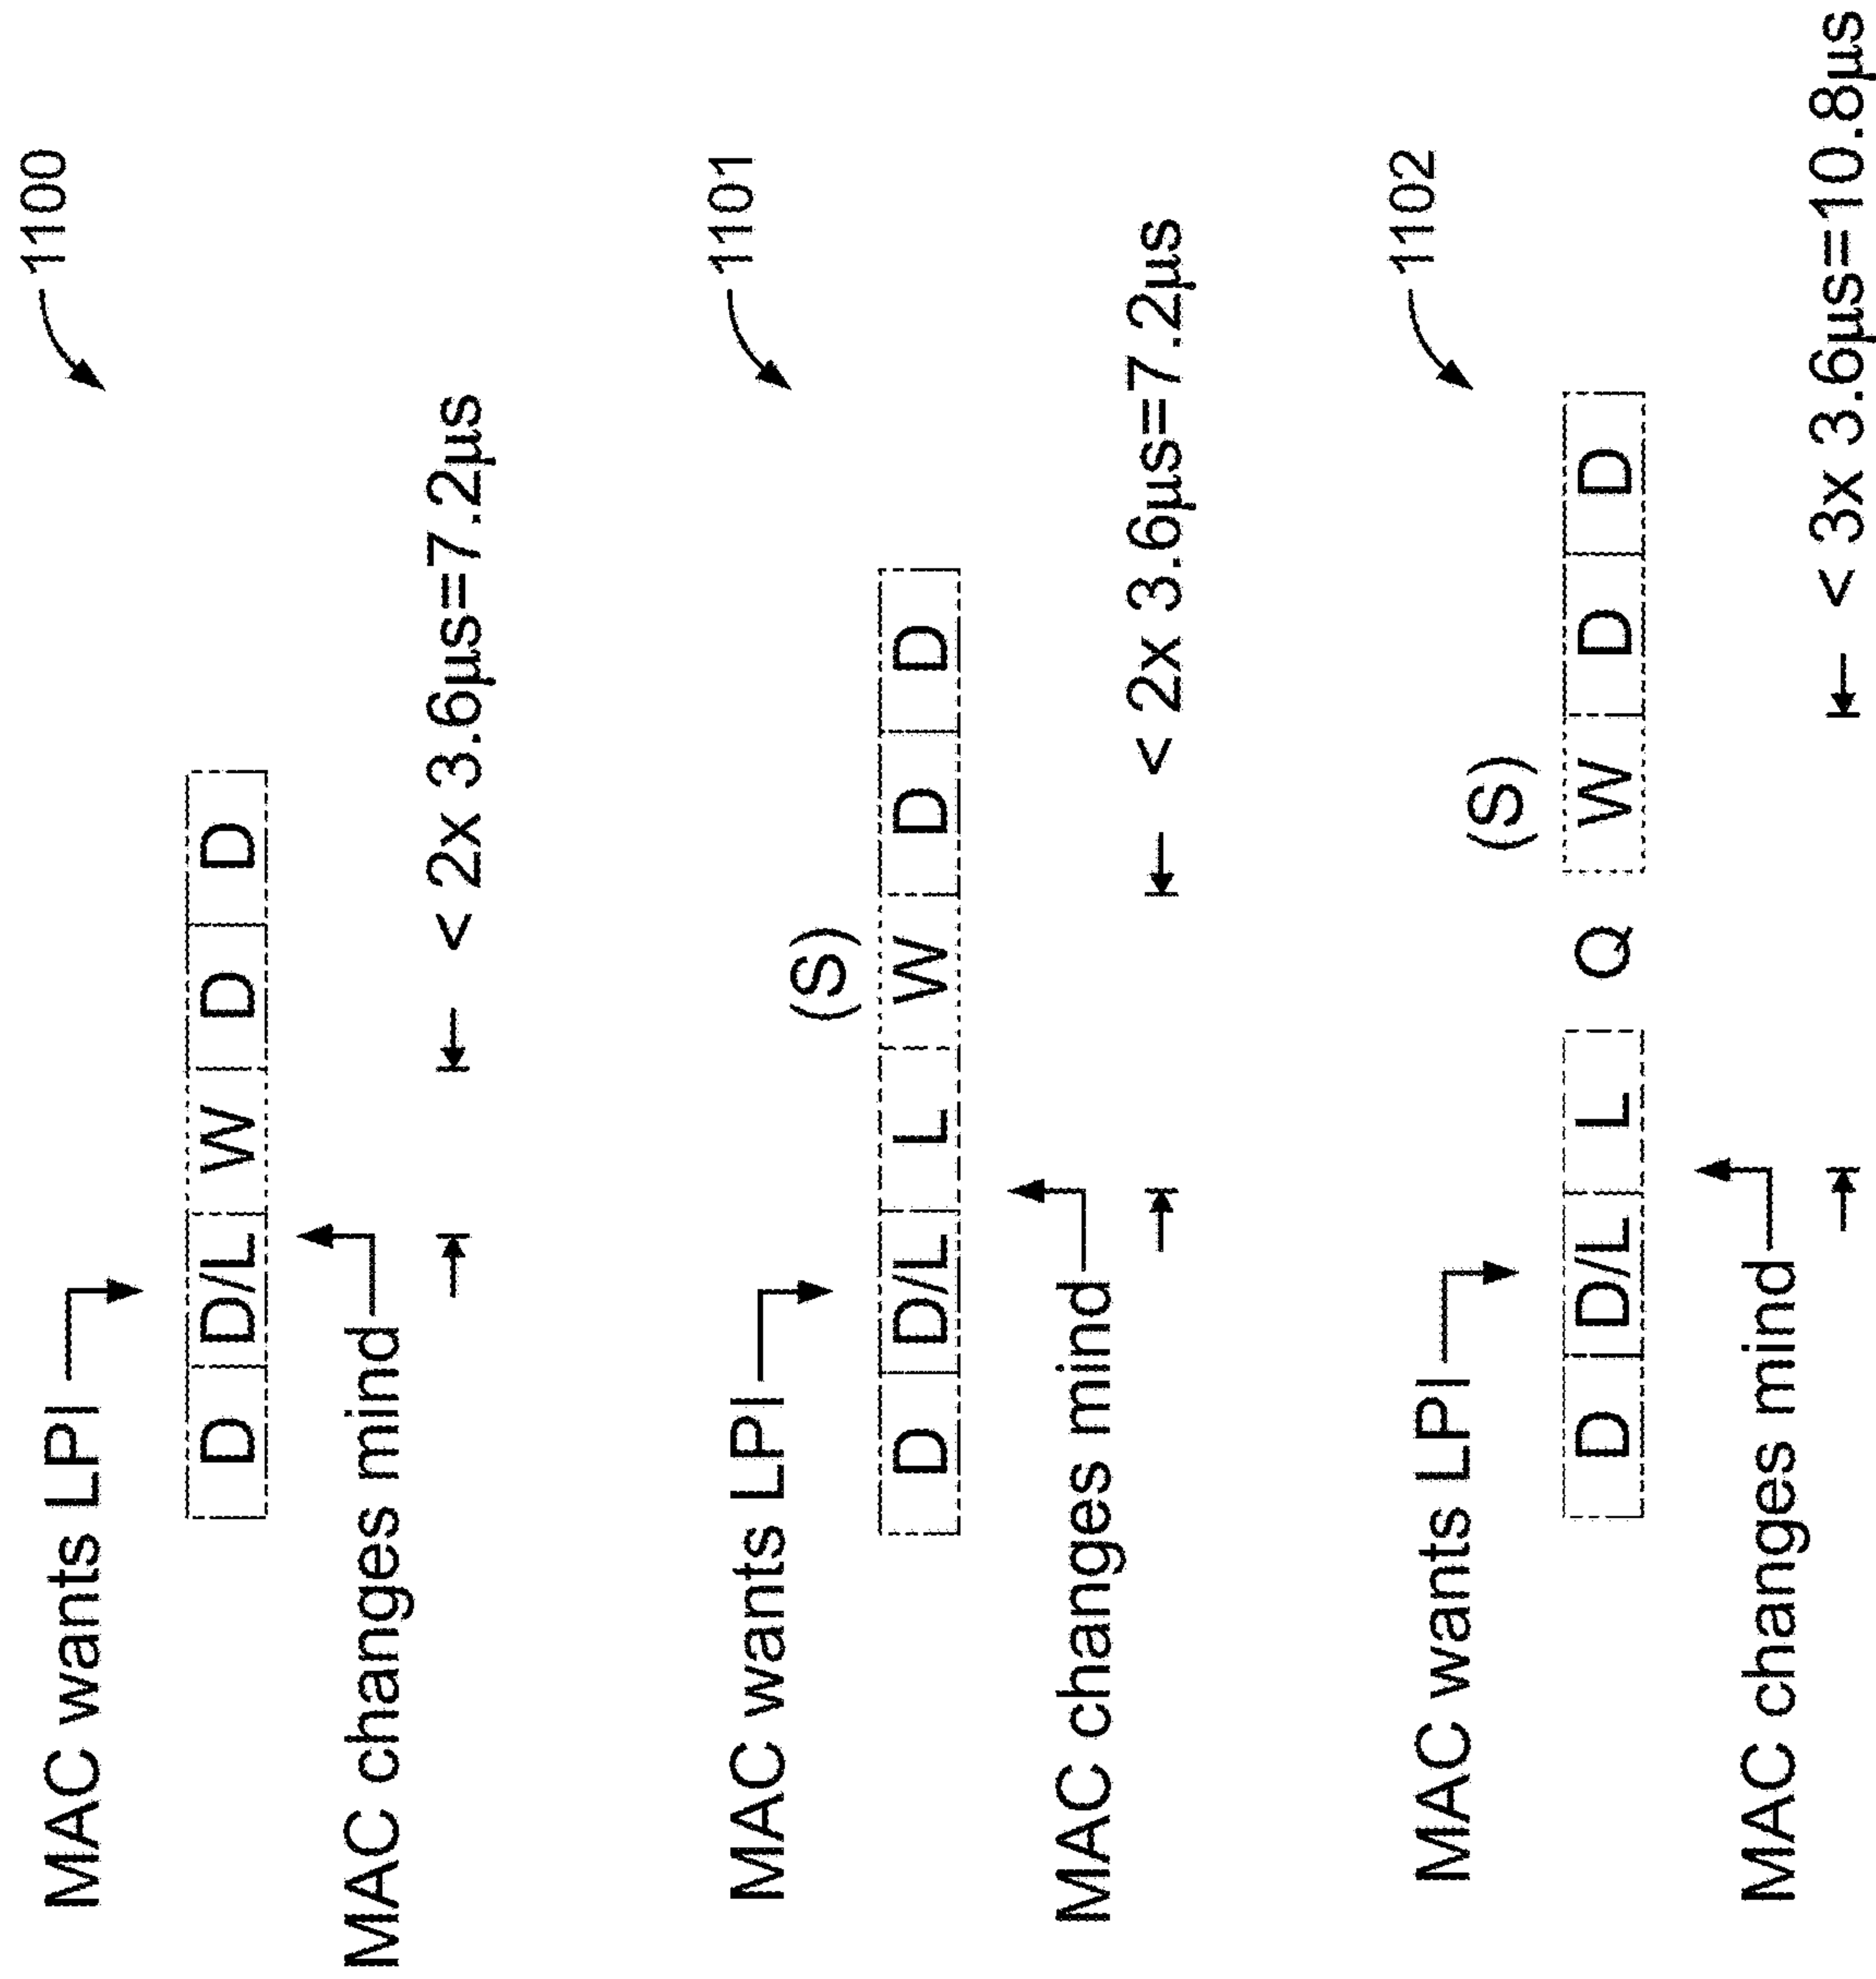 1100
MAC wants LPI
D D/L W D D
MAC changes mind
< 2x 3.6µs=7.2µs
1101
MAC wants LPI
(S)
D D/L L W D D
MAC changes mind
< 2x 3.6µs=7.2µs
1102
MAC wants LPI
(S)
D D/L L Q W D D
MAC changes mind
< 3x 3.6µs=10.8µs